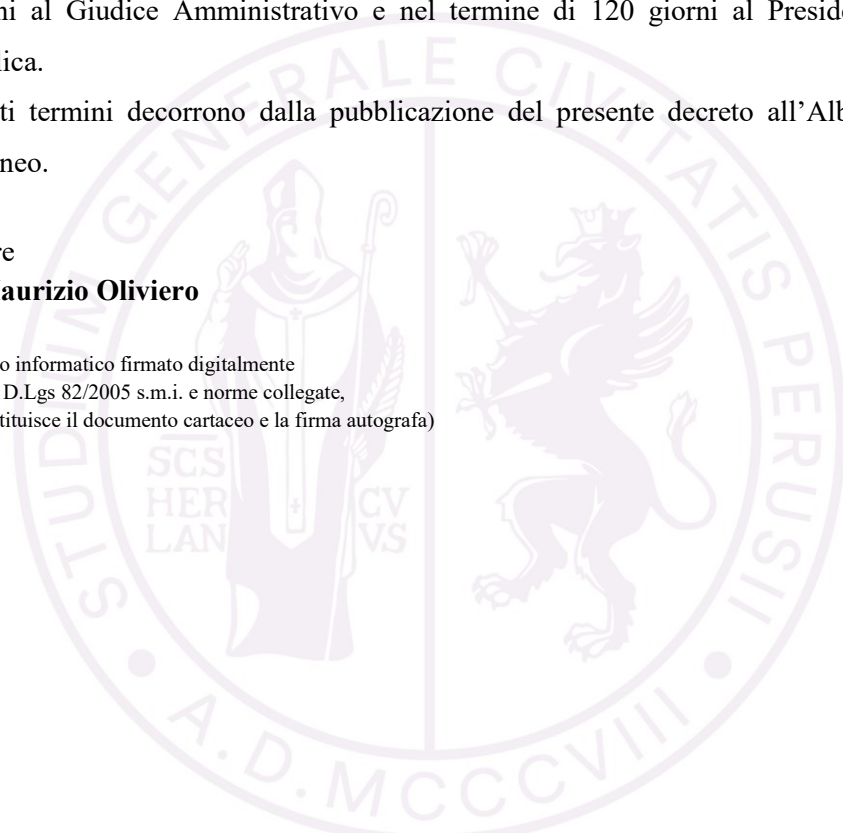 ni al Giudice Amministrativo e nel termine di 120 giorni al Preside
lica.
ti termini decorrono dalla pubblicazione del presente decreto all’Alb
neo.
re
aurizio Oliviero
o informatico firmato digitalmente
D.Lgs 82/2005 s.m.i. e norme collegate,
tituisce il documento cartaceo e la firma autografa)
STUDIUM GENERALE CIVITATIS PERUSII
SCS
HER
LAN
CV
VS
A.D. MCCCVIII